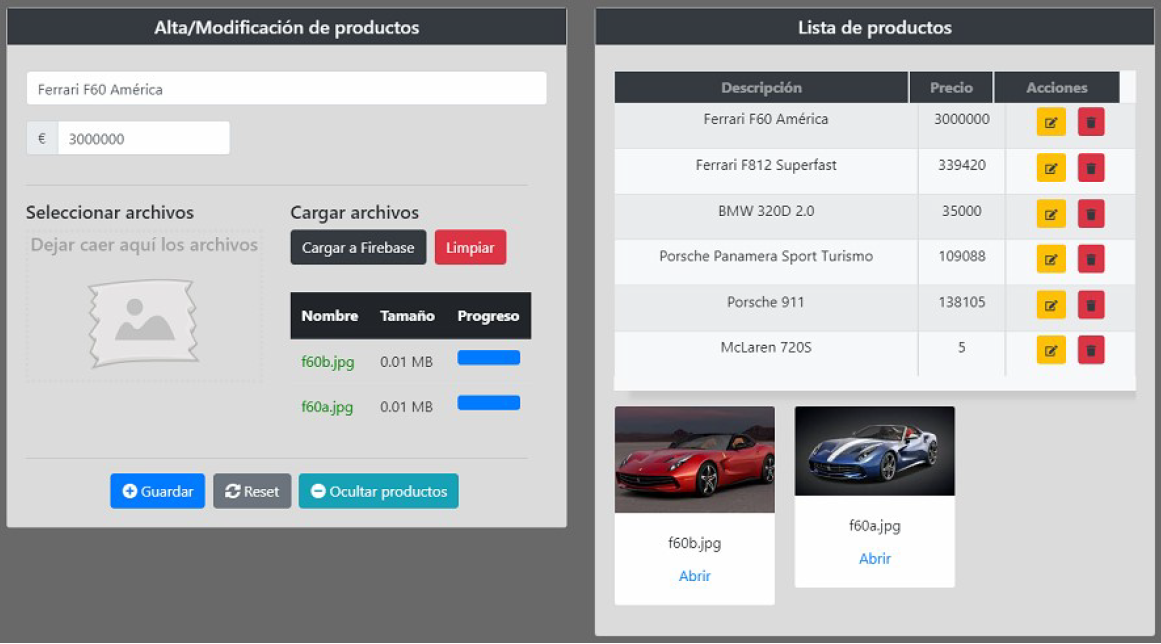 Alta/Modificación de productos
Ferrari F60 América
€ 3000000
Seleccionar archivos
Dejar caer aquí los archivos
Cargar archivos
Cargar a Firebase Limpiar
Nombre Tamaño Progreso
f60b.jpg 0.01 MB
f60a.jpg 0.01 MB
Guardar Reset Ocultar productos
Lista de productos
Descripción Precio Acciones
Ferrari F60 América 3000000
Ferrari F812 Superfast 339420
BMW 320D 2.0 35000
Porsche Panamera Sport Turismo 109088
Porsche 911 138105
McLaren 720S 5
f60b.jpg
Abrir
f60a.jpg
Abrir